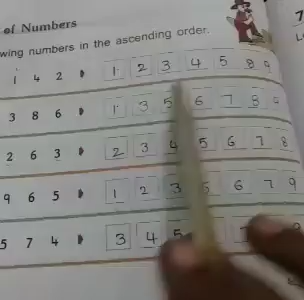 of Numbers
wing numbers in the ascending order.
1 4 2 1 2 3 4 5 8 9
3 8 6 1 3 5 6 7 8 9
2 6 3 2 3 4 5 6 7 8
9 6 5 1 2 3 5 6 7 9
5 7 4 3 4 5